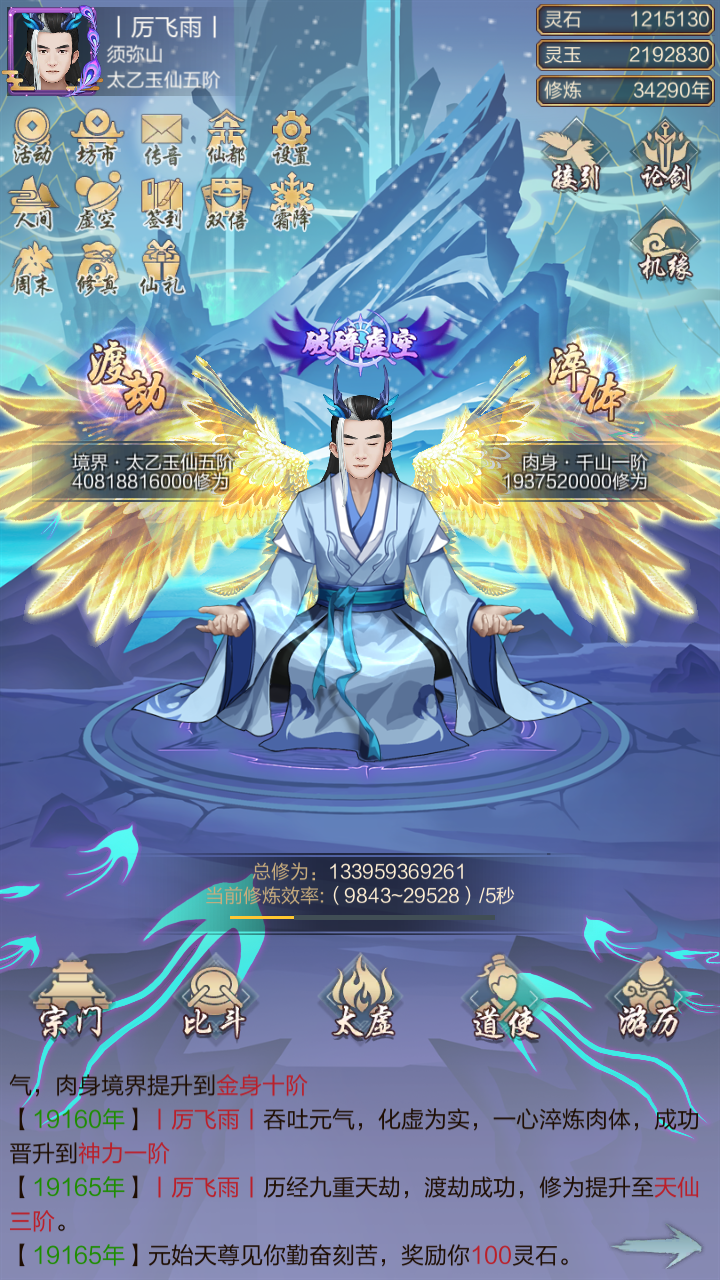 丨厉飞雨丨
须弥山
太乙玉仙五阶
灵石 1215130
灵玉 2192830
修炼 34290年
活动 坊市 传音 仙都 设置
人间 虚空 签到 双倍 霜降
周末 修真 仙礼
接引 论剑
机缘
破碎虚空
渡劫
淬体
境界·太乙玉仙五阶
40818816000修为
肉身·千山一阶
1937520000修为
总修为：133959369261
当前修炼效率:（9843~29528）/5秒
宗门 比斗 太虚 道侣 游历
气，肉身境界提升到金身十阶
【19160年】丨厉飞雨丨吞吐元气，化虚为实，一心淬炼肉体，成功
晋升到神力一阶
【19165年】丨厉飞雨丨历经九重天劫，渡劫成功，修为提升至天仙
三阶。
【19165年】元始天尊见你勤奋刻苦，奖励你100灵石。